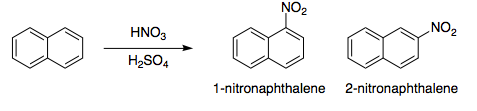 NO₂
HNO₃
NO₂
H₂SO₄
1-nitronaphthalene 2-nitronaphthalene